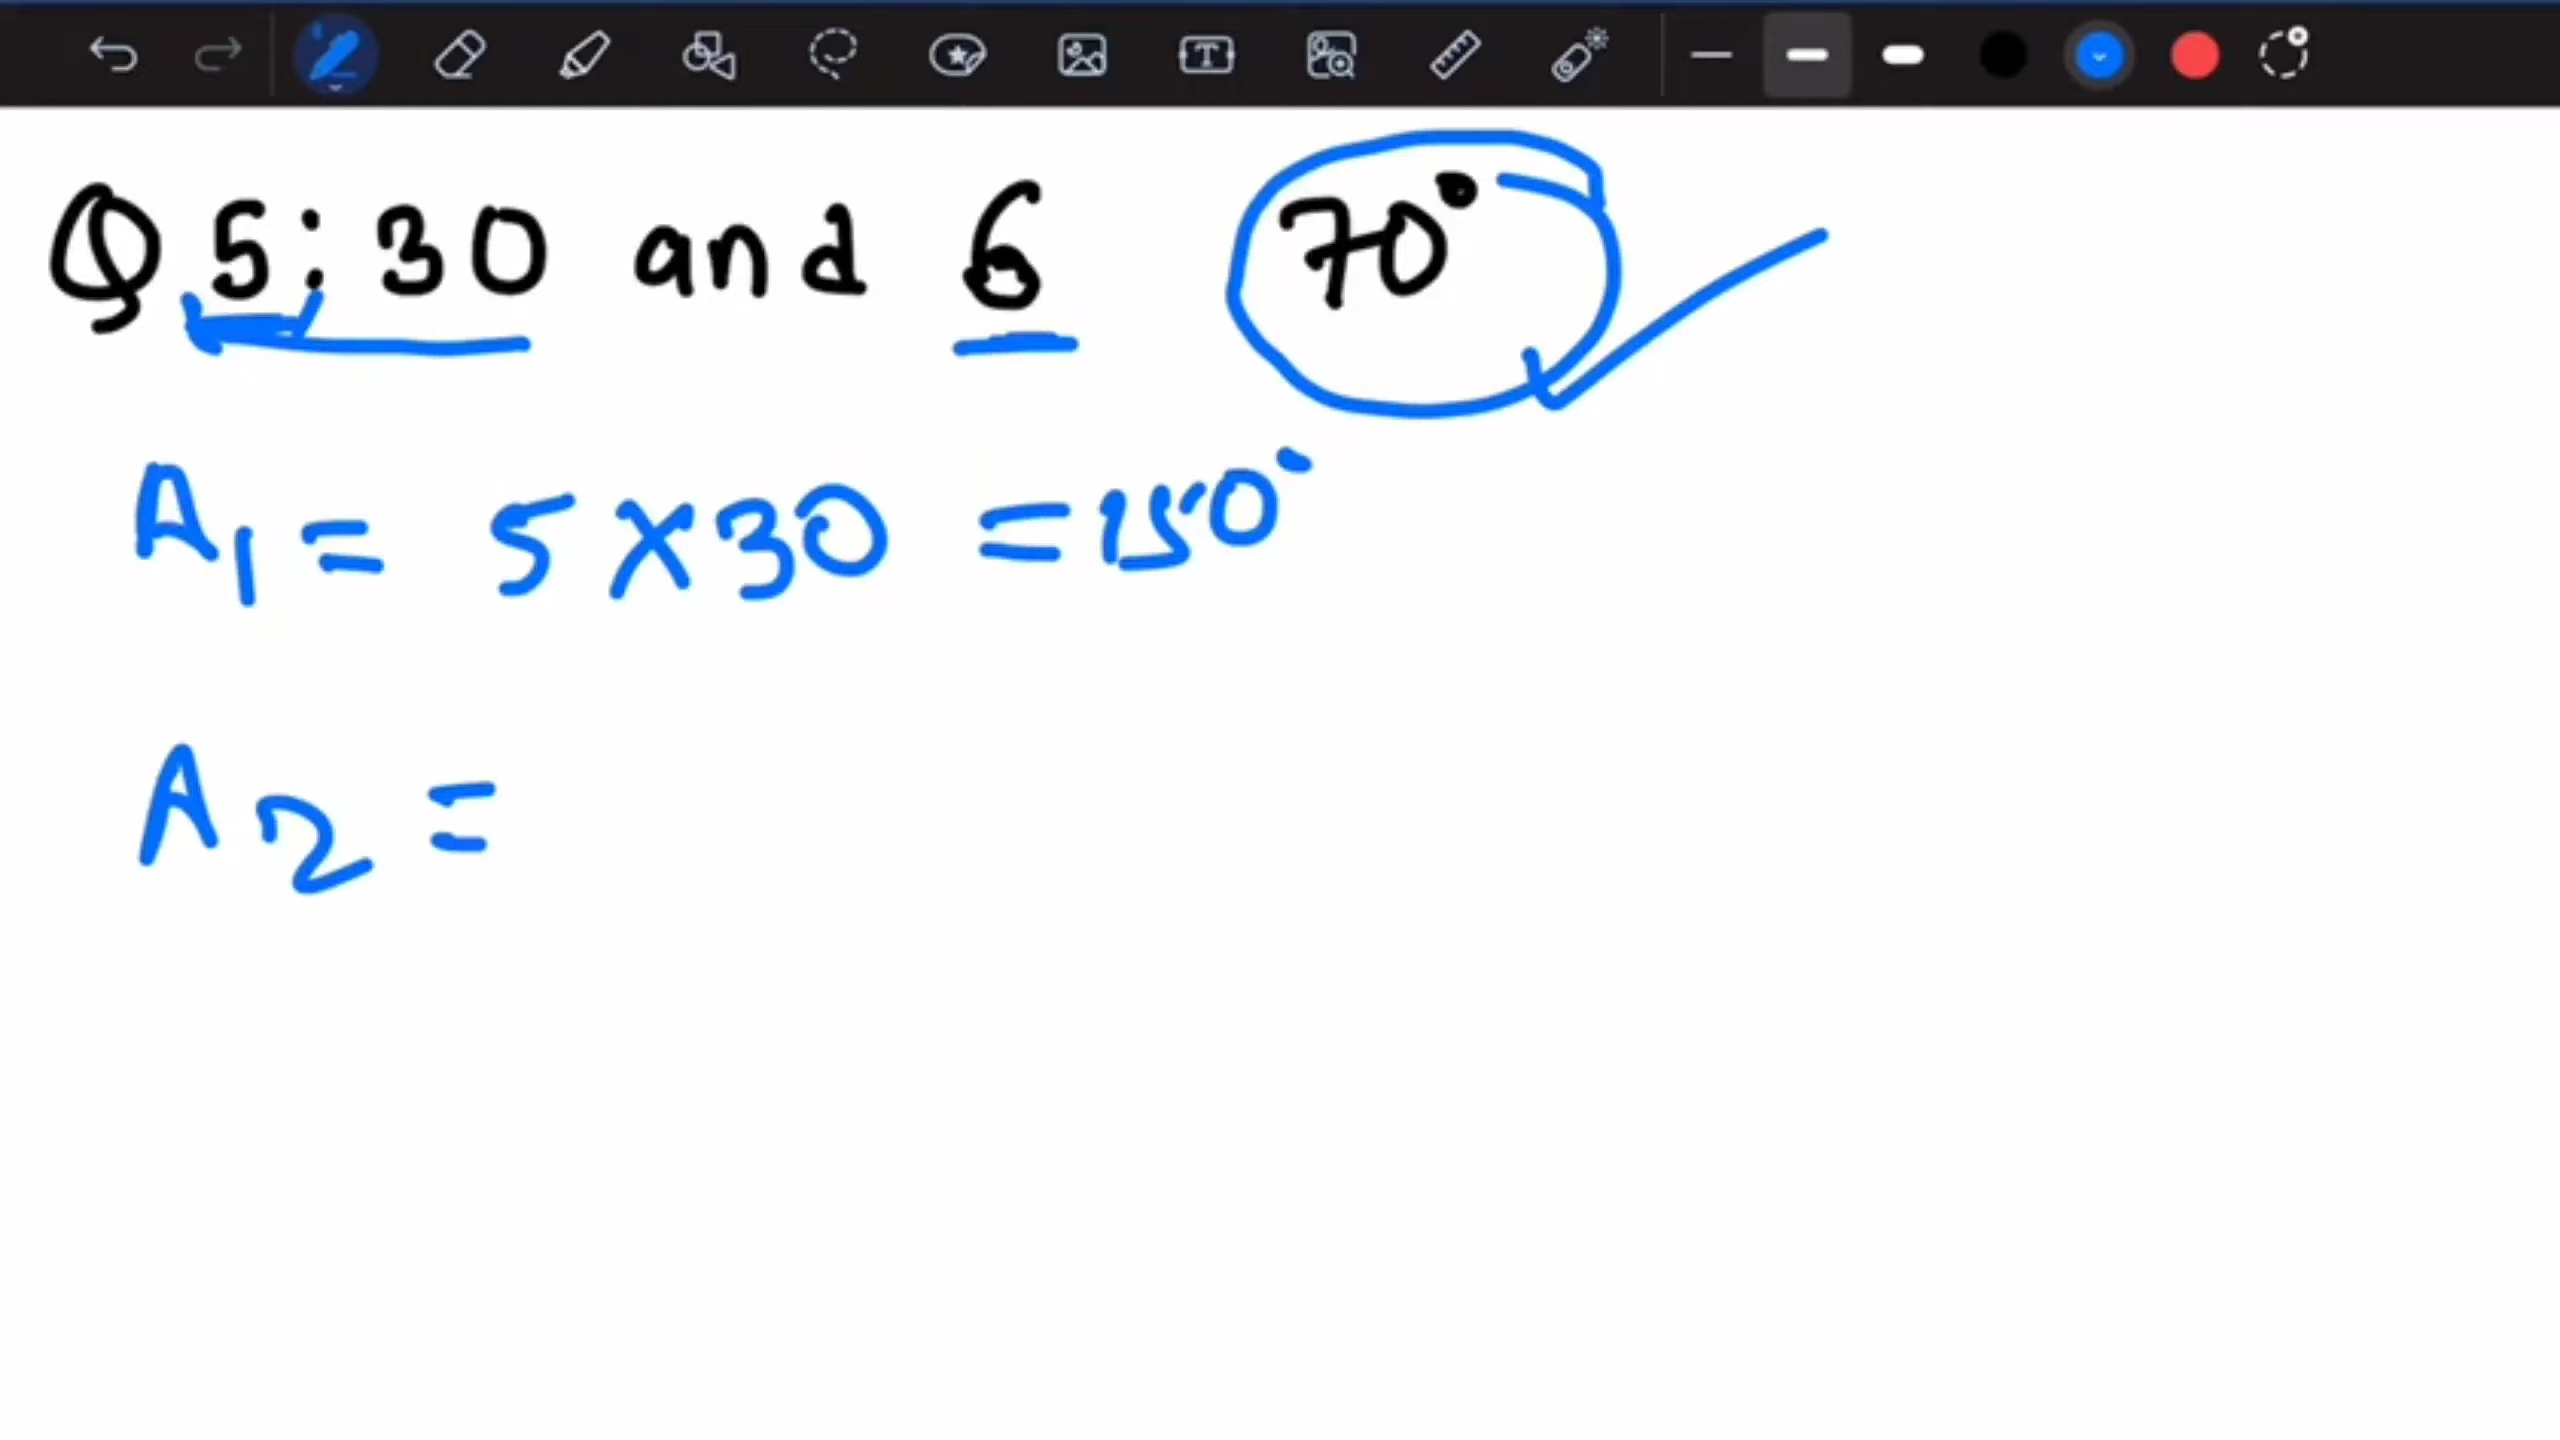 Q 5:30 and 6 70°
A1 = 5 × 30 = 150°
A2 =